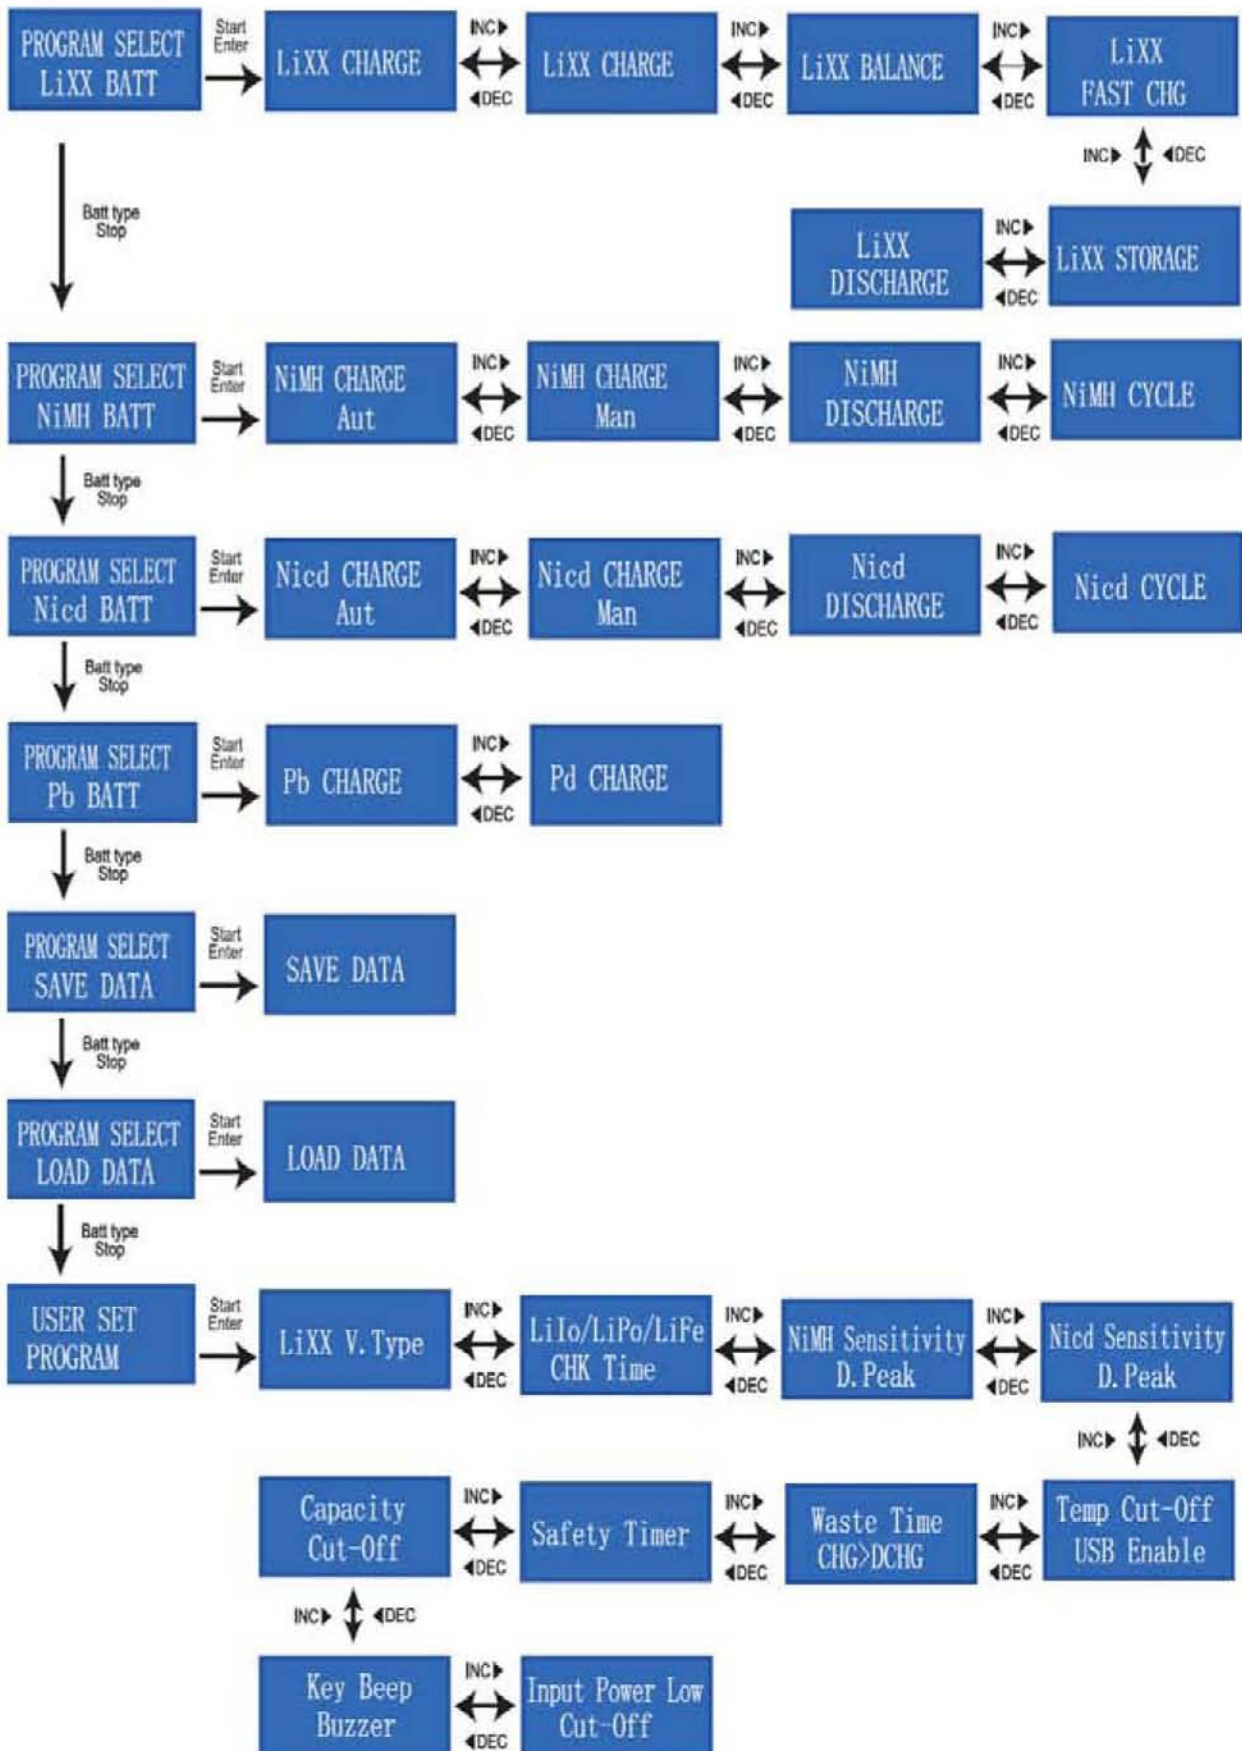 PROGRAM SELECT
LiXX BATT
Start
Enter
LiXX CHARGE
INC▶
◀DEC
LiXX CHARGE
INC▶
◀DEC
LiXX BALANCE
INC▶
◀DEC
LiXX
FAST CHG
INC▶ ◀DEC
Batt type
Stop
LiXX
DISCHARGE
INC▶
◀DEC
LiXX STORAGE
PROGRAM SELECT
NiMH BATT
Start
Enter
NiMH CHARGE
Aut
INC▶
◀DEC
NiMH CHARGE
Man
INC▶
◀DEC
NiMH
DISCHARGE
INC▶
◀DEC
NiMH CYCLE
Batt type
Stop
PROGRAM SELECT
Nicd BATT
Start
Enter
Nicd CHARGE
Aut
INC▶
◀DEC
Nicd CHARGE
Man
INC▶
◀DEC
Nicd
DISCHARGE
INC▶
◀DEC
Nicd CYCLE
Batt type
Stop
PROGRAM SELECT
Pb BATT
Start
Enter
Pb CHARGE
INC▶
◀DEC
Pd CHARGE
Batt type
Stop
PROGRAM SELECT
SAVE DATA
Start
Enter
SAVE DATA
Batt type
Stop
PROGRAM SELECT
LOAD DATA
Start
Enter
LOAD DATA
Batt type
Stop
USER SET
PROGRAM
Start
Enter
LiXX V.Type
INC▶
◀DEC
LiIo/LiPo/LiFe
CHK Time
INC▶
◀DEC
NiMH Sensitivity
D.Peak
INC▶
◀DEC
Nicd Sensitivity
D.Peak
INC▶ ◀DEC
Capacity
Cut-Off
INC▶
◀DEC
Safety Timer
INC▶
◀DEC
Waste Time
CHG>DCHG
INC▶
◀DEC
Temp Cut-Off
USB Enable
INC▶ ◀DEC
Key Beep
Buzzer
INC▶
◀DEC
Input Power Low
Cut-Off